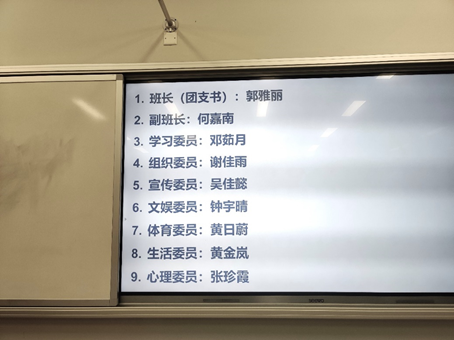 1. 班长（团支书）：郭雅丽
2. 副班长：何嘉南
3. 学习委员：邓茹月
4. 组织委员：谢佳雨
5. 宣传委员：吴佳懿
6. 文娱委员：钟宇晴
7. 体育委员：黄日蔚
8. 生活委员：黄金岚
9. 心理委员：张珍霞